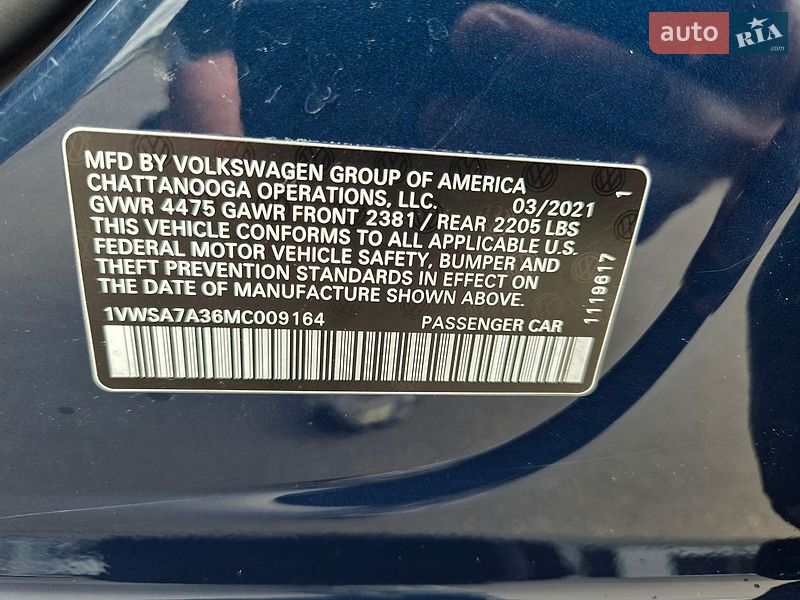 auto RIA
.com
MFD BY VOLKSWAGEN GROUP OF AMERICA
CHATTANOOGA OPERATIONS, LLC. 03/2021 1
GVWR 4475 GAWR FRONT 2381 / REAR 2205 LBS
THIS VEHICLE CONFORMS TO ALL APPLICABLE U.S.
FEDERAL MOTOR VEHICLE SAFETY, BUMPER AND
THEFT PREVENTION STANDARDS IN EFFECT ON
THE DATE OF MANUFACTURE SHOWN ABOVE.
1VWSA7A36MC009164 PASSENGER CAR
1119617